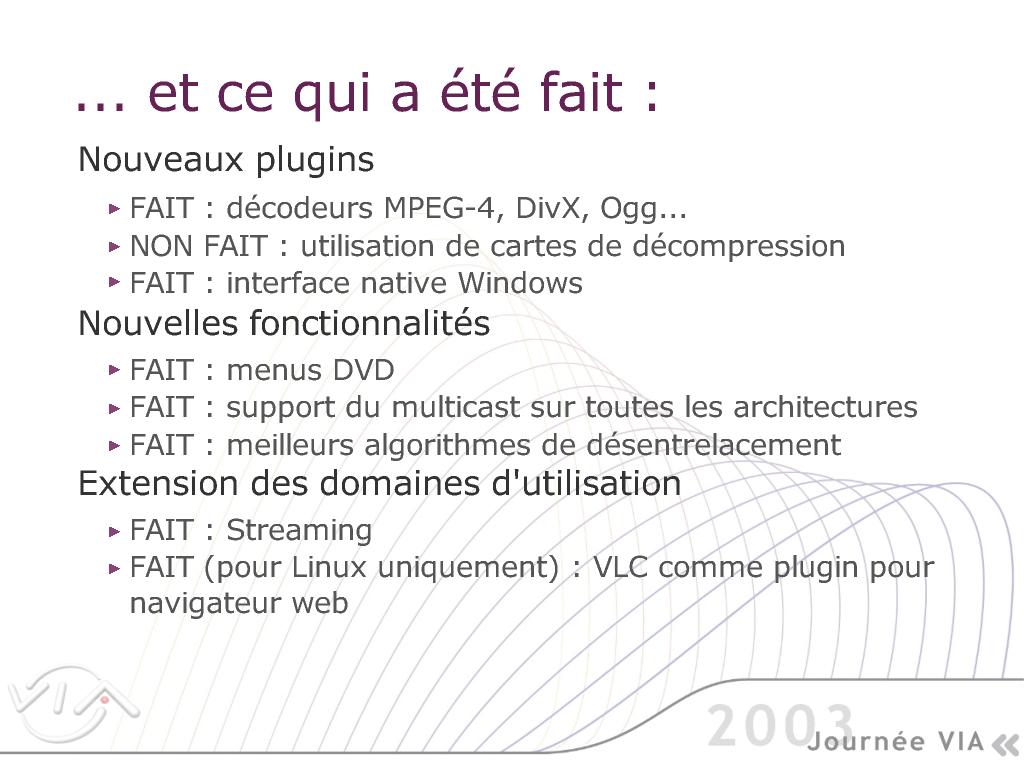 ... et ce qui a été fait :
Nouveaux plugins
FAIT : décodeurs MPEG-4, DivX, Ogg...
NON FAIT : utilisation de cartes de décompression
FAIT : interface native Windows
Nouvelles fonctionnalités
FAIT : menus DVD
FAIT : support du multicast sur toutes les architectures
FAIT : meilleurs algorithmes de désentrelacement
Extension des domaines d'utilisation
FAIT : Streaming
FAIT (pour Linux uniquement) : VLC comme plugin pour
navigateur web
VIA
2003
Journée VIA